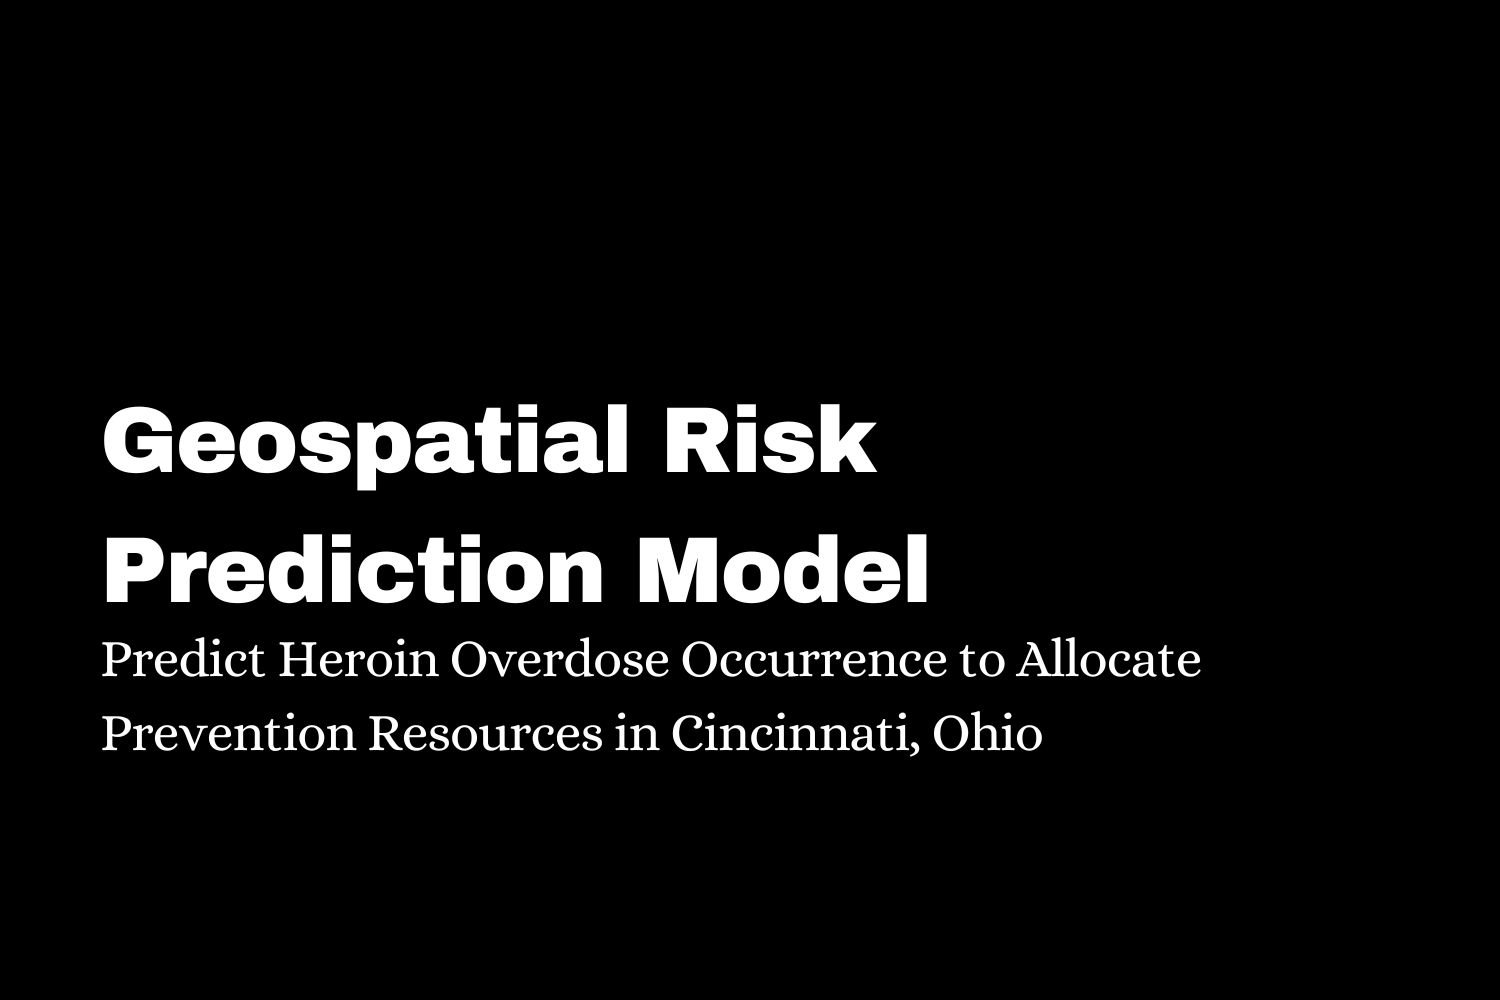 Geospatial Risk
Prediction Model
Predict Heroin Overdose Occurrence to Allocate
Prevention Resources in Cincinnati, Ohio